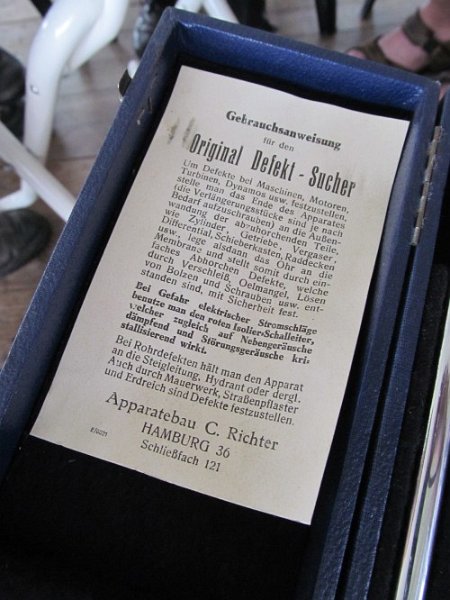 Gebrauchsanweisung
für den
Original Defekt - Sucher
Um Defekte bei Maschinen, Motoren,
Turbinen, Dynamos usw. festzustellen,
stelle man das Ende des Apparates
(die Verlängerungsstücke sind je nach
Bedarf aufzuschrauben) an die Außen-
wandung der abzuhorchenden Teile,
wie Zylinder, Getriebe, Vergaser,
Differential, Schieberkasten, Raddecken
usw., lege alsdann das Ohr an die
Membrane und stelle somit durch ein-
faches Abhorchen Defekte, welche
durch Verschleiß, Oelmangel, Lösen
von Bolzen und Schrauben usw. ent-
standen sind, mit Sicherheit fest.
Bei Gefahr elektrischer Stromschläge
benutze man den roten Isolier-Schalleiter,
welcher zugleich auf Nebengeräusche
dämpfend und Störungsgeräusche kri-
stallisierend wirkt.
Bei Rohrdefekten hält man den Apparat
an die Steigleitung, Hydrant oder dergl.
Auch durch Mauerwerk, Straßenpflaster
und Erdreich sind Defekte festzustellen.
Apparatebau C. Richter
HAMBURG 36
Schließfach 121